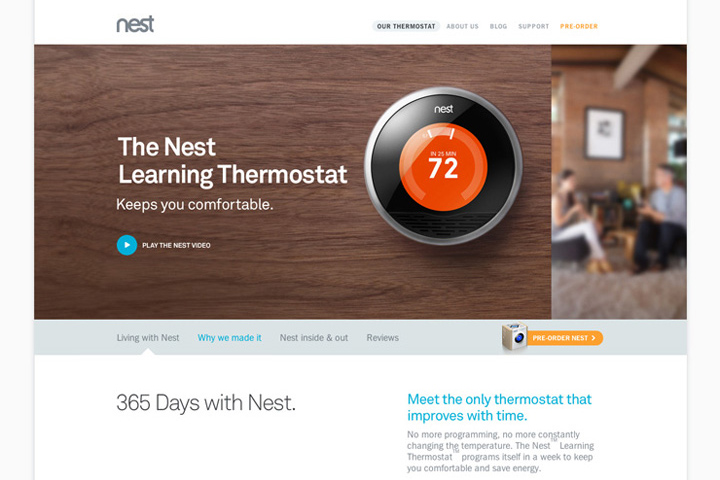 nest
OUR THERMOSTAT ABOUT US BLOG SUPPORT PRE-ORDER
nest
IN 25 MIN
72
The Nest
Learning Thermostat
Keeps you comfortable.
PLAY THE NEST VIDEO
Living with Nest Why we made it Nest inside & out Reviews
PRE-ORDER NEST
365 Days with Nest.
Meet the only thermostat that
improves with time.
No more programming, no more constantly
changing the temperature. The Nest™ Learning
Thermostat™ programs itself in a week to keep
you comfortable and save energy.